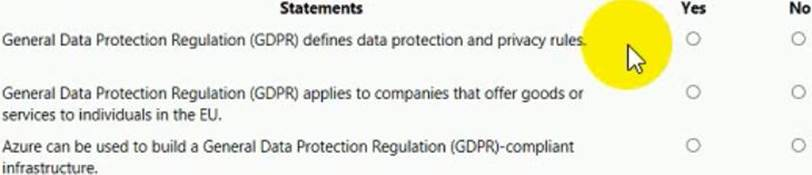 Statements Yes No
General Data Protection Regulation (GDPR) defines data protection and privacy rules.
General Data Protection Regulation (GDPR) applies to companies that offer goods or
services to individuals in the EU.
Azure can be used to build a General Data Protection Regulation (GDPR)-compliant
infrastructure.